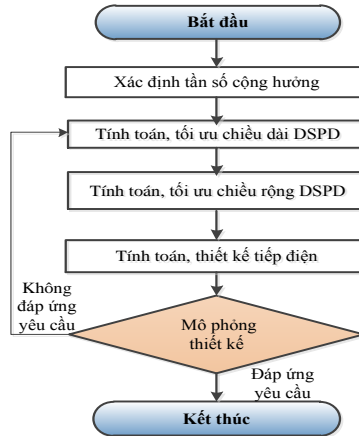 Bắt đầu
Xác định tần số cộng hưởng
Tính toán, tối ưu chiều dài DSPD
Tính toán, tối ưu chiều rộng DSPD
Tính toán, thiết kế tiếp điện
Không
đáp ứng
yêu cầu
Mô phỏng
thiết kế
Đáp ứng
yêu cầu
Kết thúc